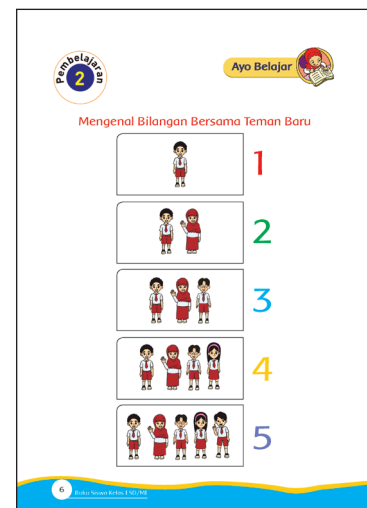 Pembelajaran
2
Ayo Belajar
Mengenal Bilangan Bersama Teman Baru
1
2
3
4
5
6
Buku Siswa Kelas I SD/MI